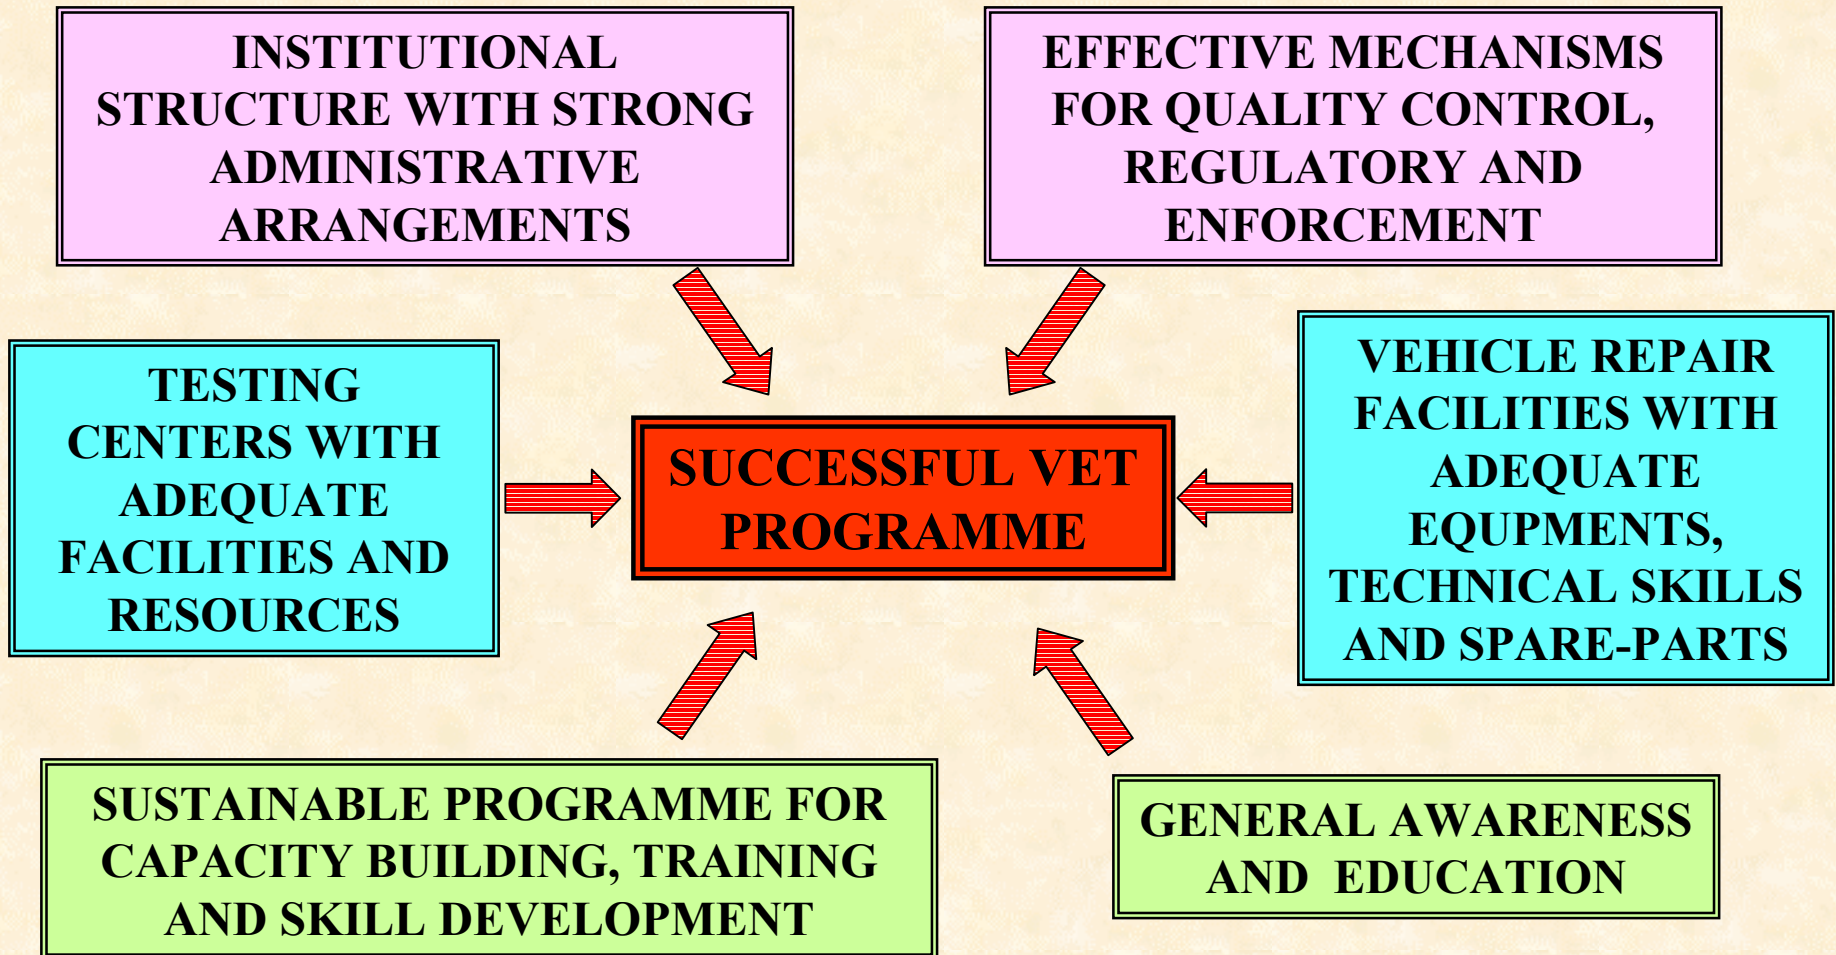 INSTITUTIONAL
STRUCTURE WITH STRONG
ADMINISTRATIVE
ARRANGEMENTS
EFFECTIVE MECHANISMS
FOR QUALITY CONTROL,
REGULATORY AND
ENFORCEMENT
TESTING
CENTERS WITH
ADEQUATE
FACILITIES AND
RESOURCES
SUCCESSFUL VET
PROGRAMME
VEHICLE REPAIR
FACILITIES WITH
ADEQUATE
EQUPMENTS,
TECHNICAL SKILLS
AND SPARE-PARTS
SUSTAINABLE PROGRAMME FOR
CAPACITY BUILDING, TRAINING
AND SKILL DEVELOPMENT
GENERAL AWARENESS
AND EDUCATION